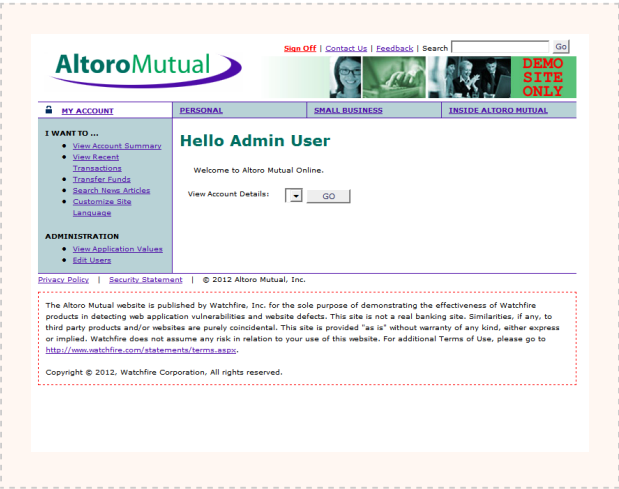 Sign Off | Contact Us | Feedback | Search Go
AltoroMutual
DEMO
SITE
ONLY
MY ACCOUNT PERSONAL SMALL BUSINESS INSIDE ALTORO MUTUAL
I WANT TO ...
View Account Summary
View Recent
Transactions
Transfer Funds
Search News Articles
Customize Site
Language
ADMINISTRATION
View Application Values
Edit Users
Hello Admin User
Welcome to Altoro Mutual Online.
View Account Details: GO
Privacy Policy | Security Statement | © 2012 Altoro Mutual, Inc.
The Altoro Mutual website is published by Watchfire, Inc. for the sole purpose of demonstrating the effectiveness of Watchfire
products in detecting web application vulnerabilities and website defects. This site is not a real banking site. Similarities, if any, to
third party products and/or websites are purely coincidental. This site is provided "as is" without warranty of any kind, either express
or implied. Watchfire does not assume any risk in relation to your use of this website. For additional Terms of Use, please go to
http://www.watchfire.com/statements/terms.aspx.
Copyright © 2012, Watchfire Corporation, All rights reserved.